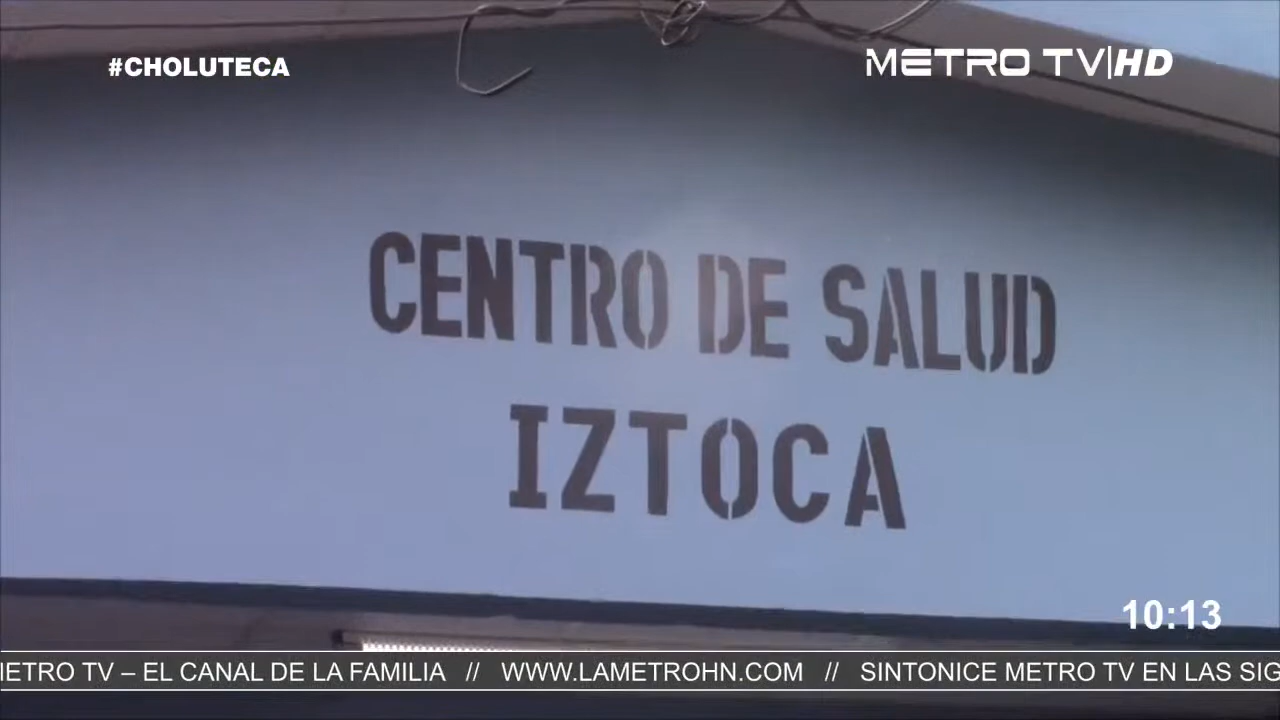 #CHOLUTECA
METRO TV|HD
CENTRO DE SALUD
IZTOCA
10:13
METRO TV – EL CANAL DE LA FAMILIA // WWW.LAMETROHN.COM // SINTONICE METRO TV EN LAS